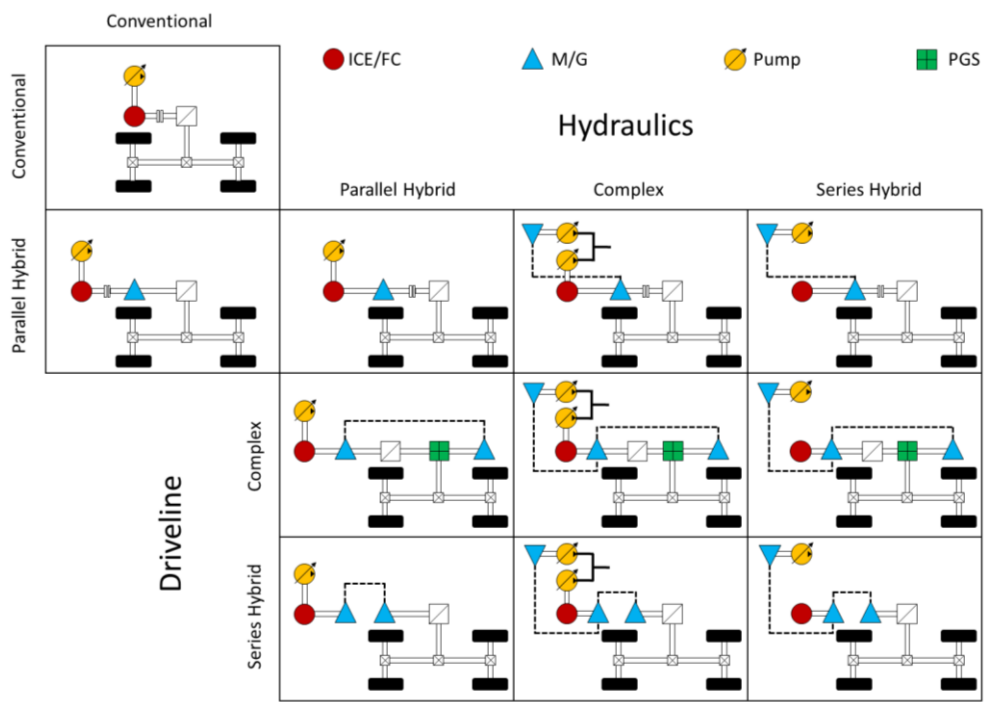 Conventional
ICE/FC
M/G
Pump
PGS
Conventional
Hydraulics
Parallel Hybrid
Complex
Series Hybrid
Parallel Hybrid
Complex
Driveline
Series Hybrid